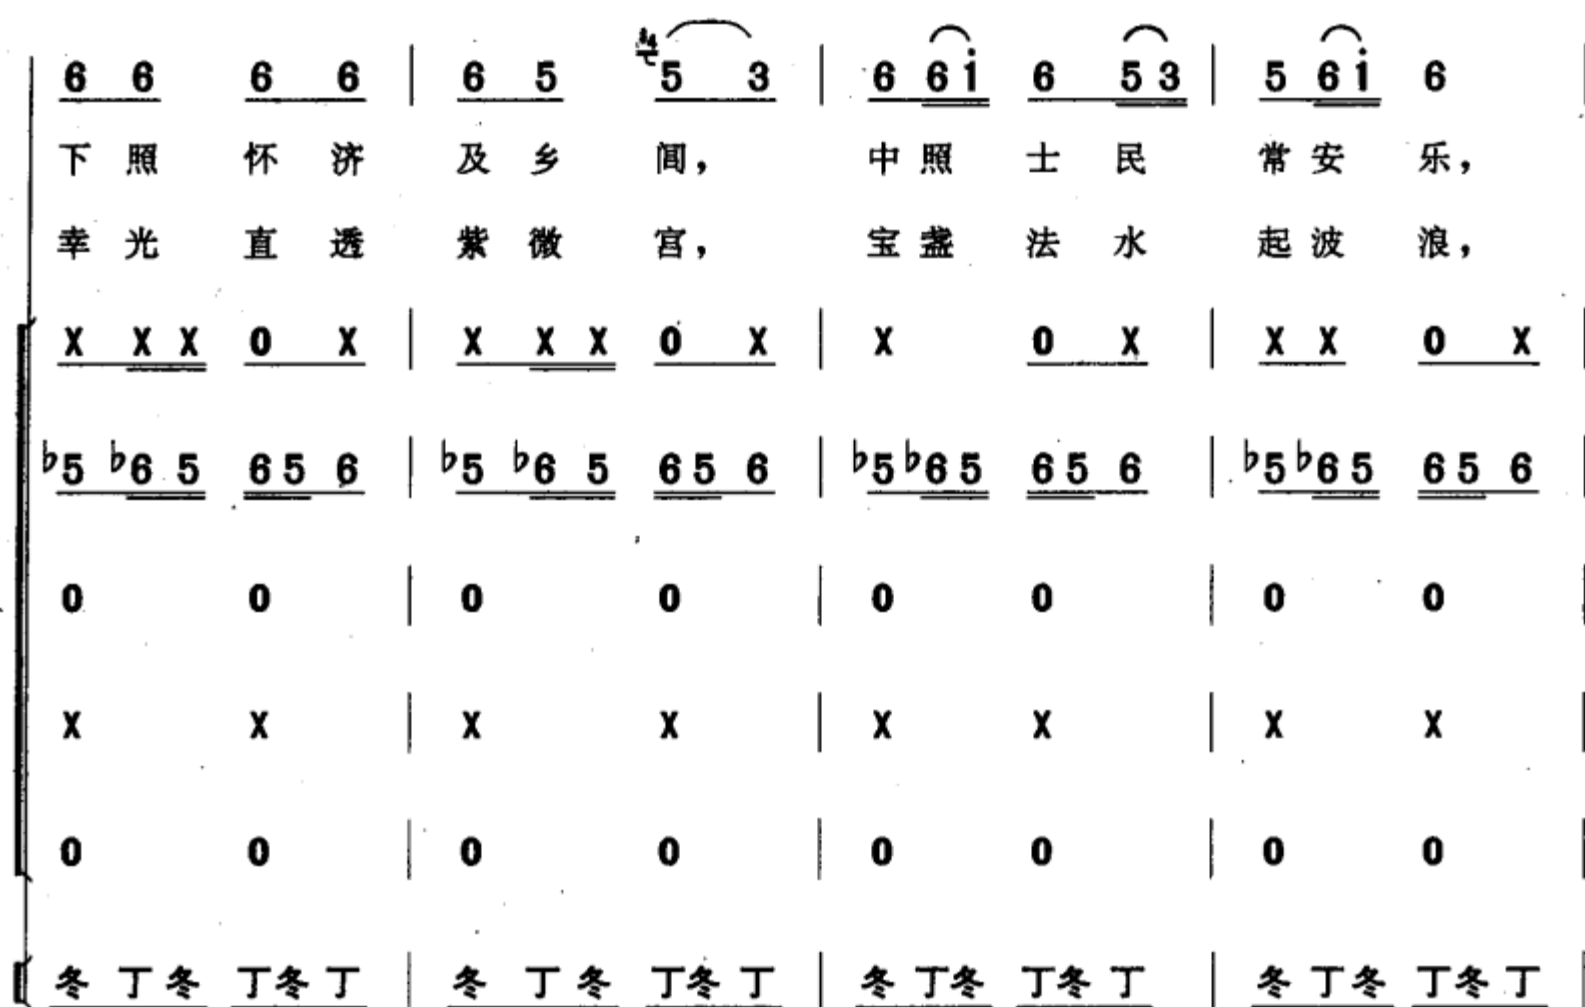 6 6 6 6 | 6 5 ♯4 5 3 | 6 6 i 6 5 3 | 5 6 i 6 |
下 照 怀 济 及 乡 间， 中 照 士 民 常 安 乐，
幸 光 直 透 紫 微 宫， 宝 盏 法 水 起 波 浪，
X X X 0 X | X X X 0 X | X 0 X | X X 0 X |
♭5 ♭6 5 6 5 6 | ♭5 ♭6 5 6 5 6 | ♭5 ♭6 5 6 5 6 | ♭5 ♭6 5 6 5 6
0 0 | 0 0 | 0 0 | 0 0 |
X X | X X | X X | X X |
0 0 | 0 0 | 0 0 | 0 0 |
冬 丁 冬 丁 冬 丁 | 冬 丁 冬 丁 冬 丁 | 冬 丁 冬 丁 冬 丁 | 冬 丁 冬 丁 冬 丁 |